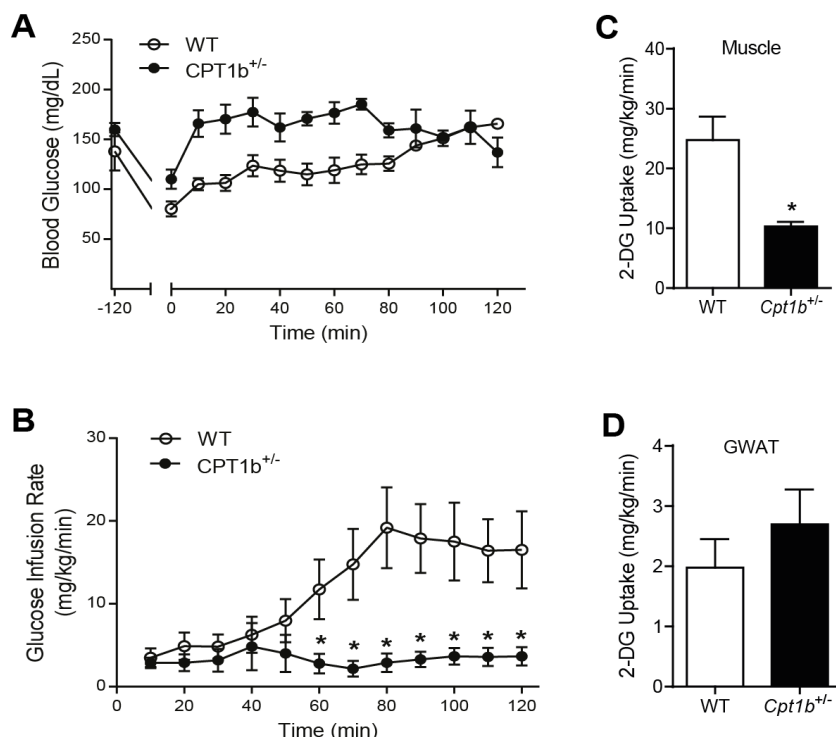 A
WT
CPT1b+/-
Blood Glucose (mg/dL)
250
200
150
100
50
-120
0
20
40
60
80
100
120
Time (min)
B
WT
CPT1b+/-
Glucose Infusion Rate
(mg/kg/min)
30
20
10
0
* * * * * * *
0
20
40
60
80
100
120
Time (min)
C
Muscle
2-DG Uptake (mg/kg/min)
40
30
20
10
0
*
WT
Cpt1b+/-
D
GWAT
2-DG Uptake (mg/kg/min)
4
3
2
1
0
WT
Cpt1b+/-